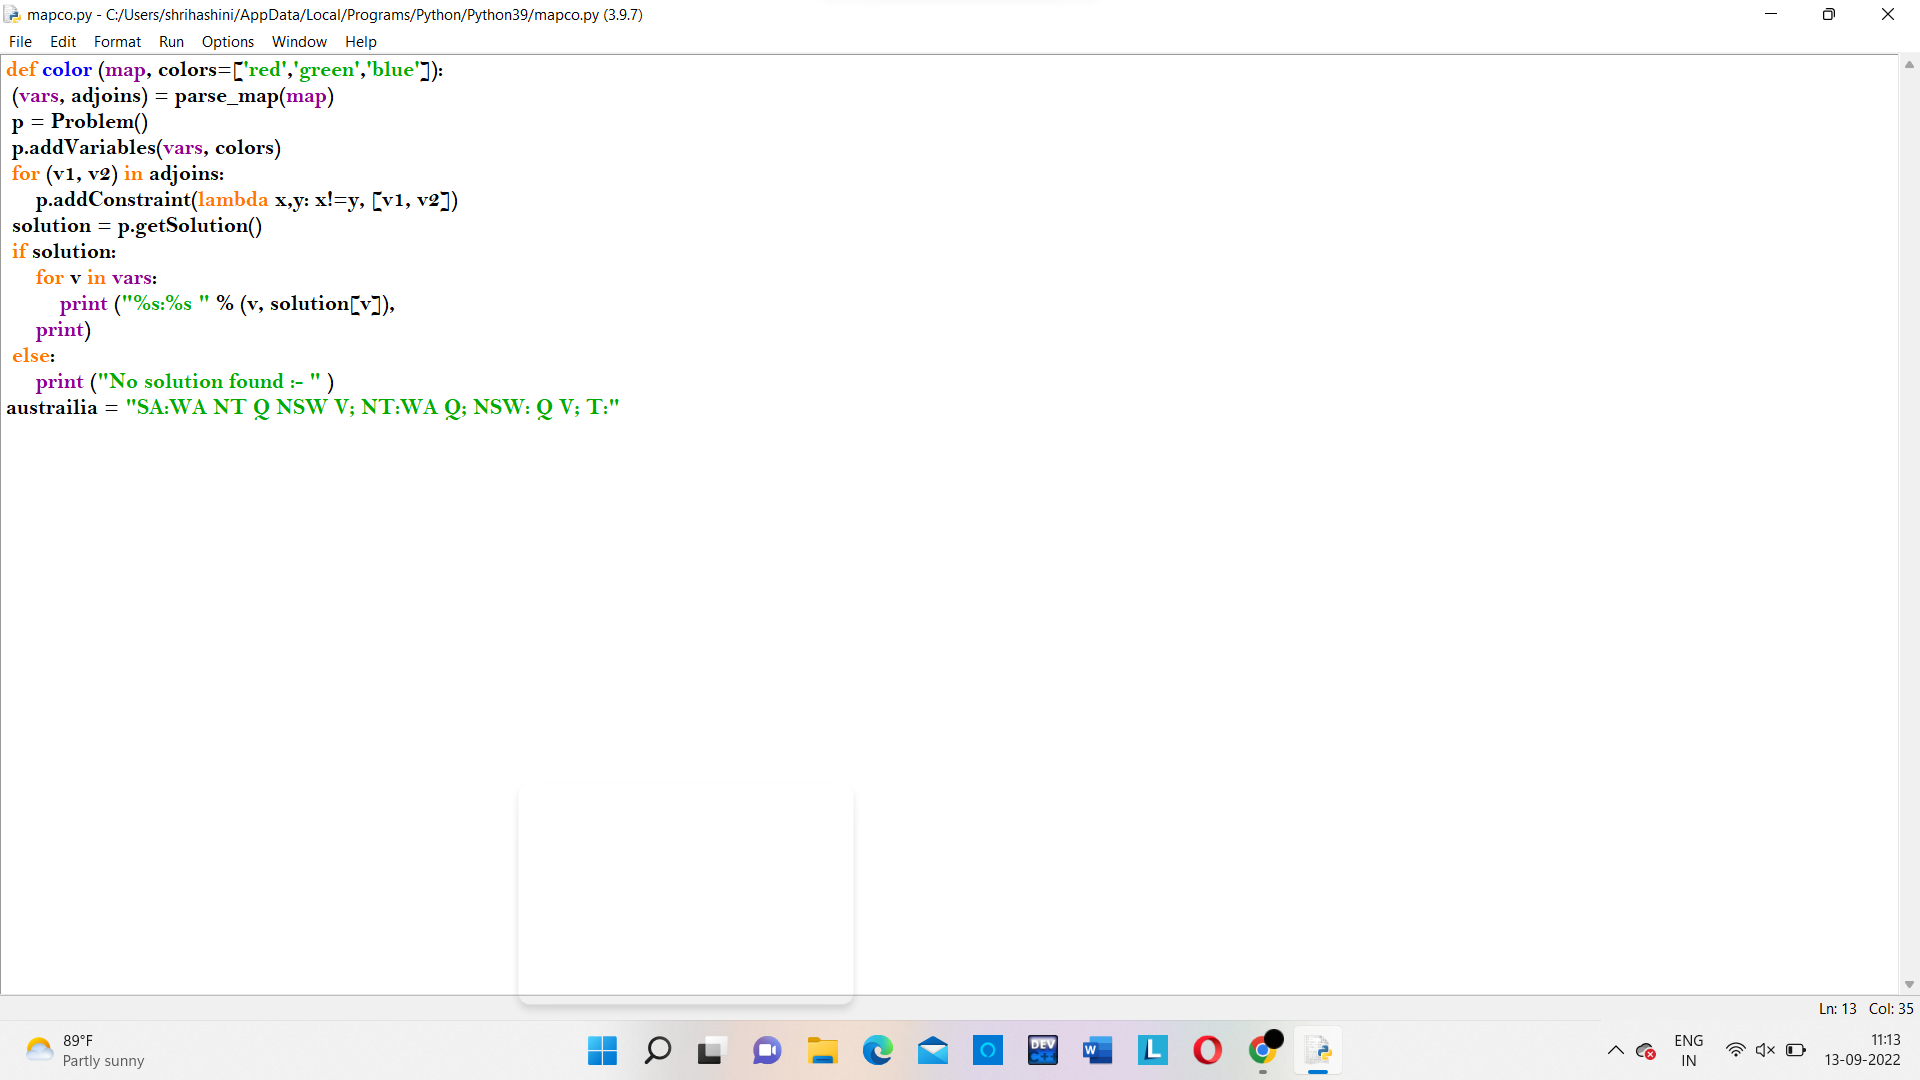 mapco.py - C:/Users/shrihashini/AppData/Local/Programs/Python/Python39/mapco.py (3.9.7)
File Edit Format Run Options Window Help
def color (map, colors=['red','green','blue']):
 (vars, adjoins) = parse_map(map)
 p = Problem()
 p.addVariables(vars, colors)
 for (v1, v2) in adjoins:
     p.addConstraint(lambda x,y: x!=y, [v1, v2])
 solution = p.getSolution()
 if solution:
     for v in vars:
         print ("%s:%s " % (v, solution[v]),
     print)
 else:
     print ("No solution found :- " )
austrailia = "SA:WA NT Q NSW V; NT:WA Q; NSW: Q V; T:"
Ln: 13 Col: 35
89°F
Partly sunny
DEV
C++
W
L
ENG
IN
11:13
13-09-2022